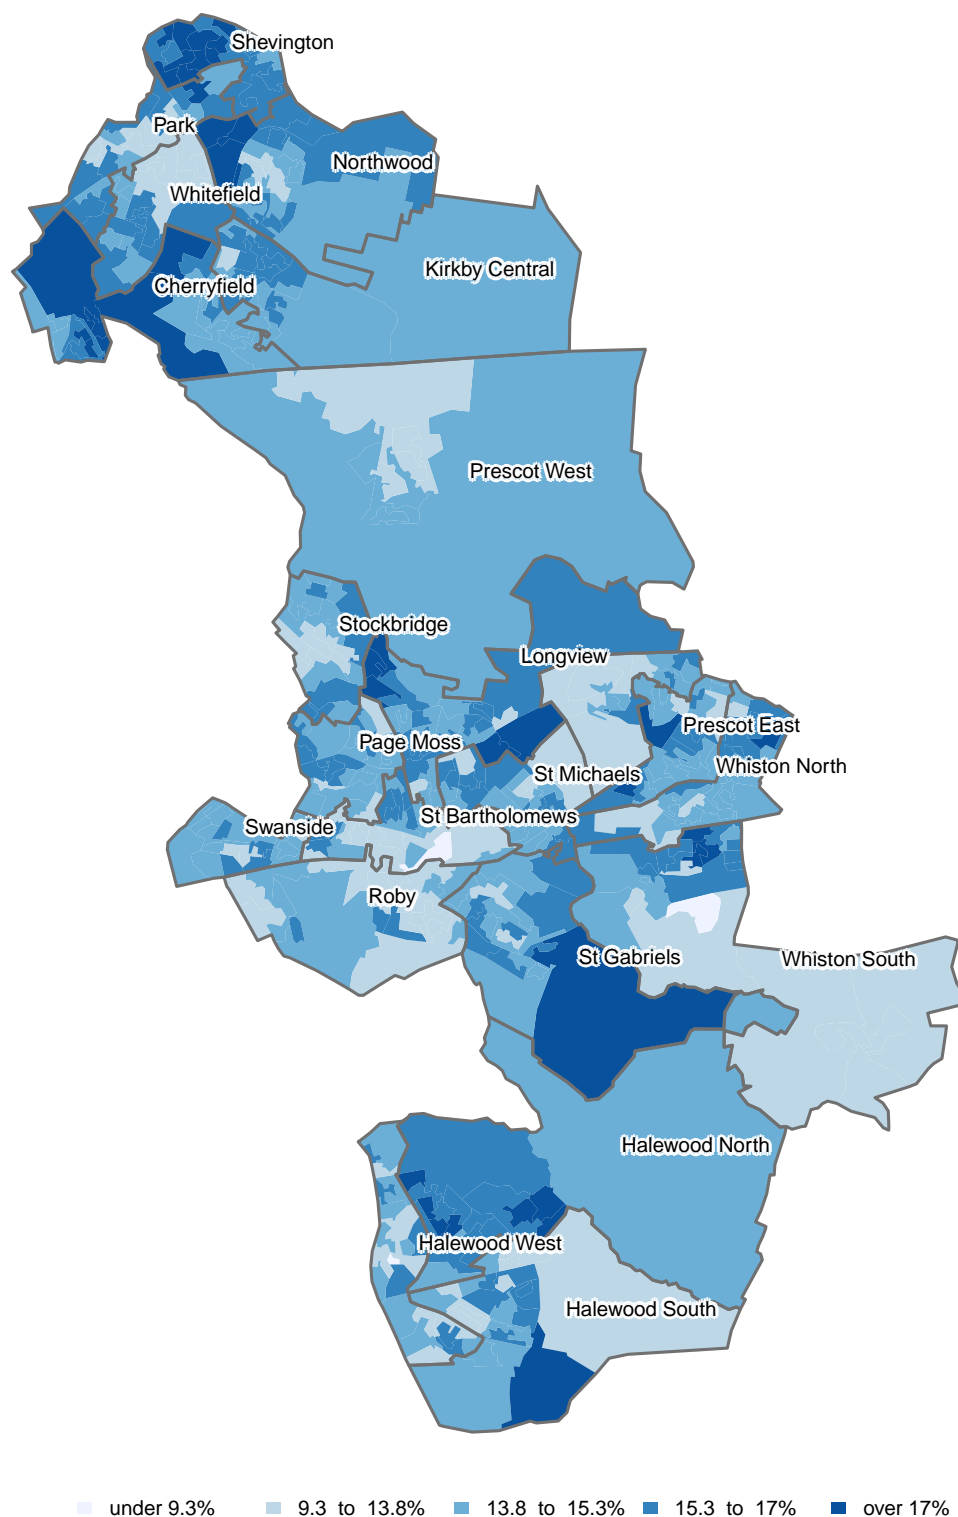 Shevington
Park
Northwood
Whitefield
Kirkby Central
Cherryfield
Prescot West
Stockbridge
Longview
Prescot East
Page Moss
Whiston North
St Michaels
St Bartholomews
Swanside
Roby
St Gabriels
Whiston South
Halewood North
Halewood West
Halewood South
under 9.3% 9.3 to 13.8% 13.8 to 15.3% 15.3 to 17% over 17%